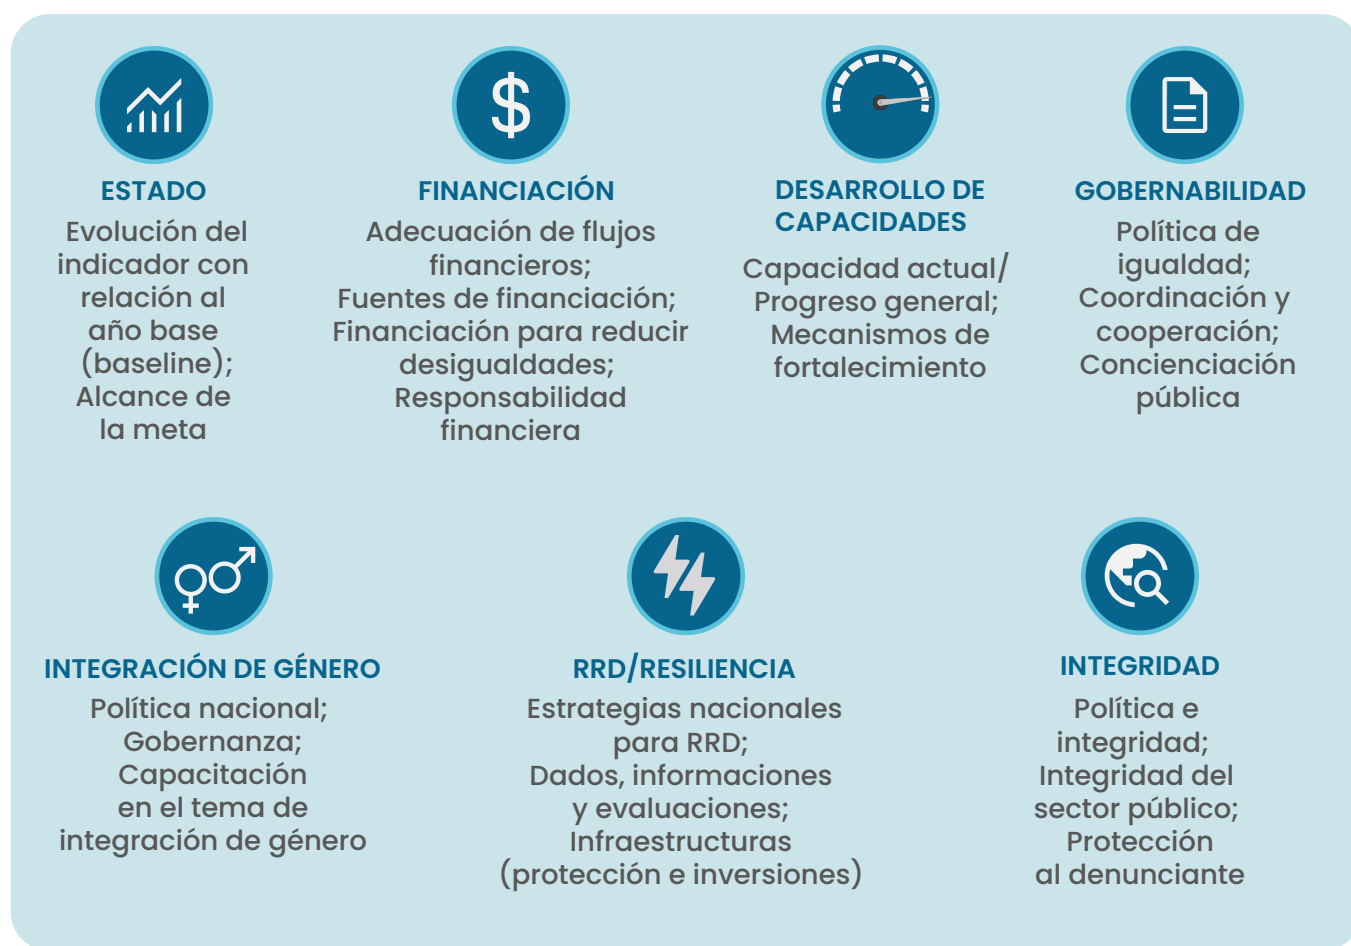 ESTADO
Evolución del
indicador con
relación al
año base
(baseline);
Alcance de
la meta
FINANCIACIÓN
Adecuación de flujos
financieros;
Fuentes de financiación;
Financiación para reducir
desigualdades;
Responsabilidad
financiera
DESARROLLO DE
CAPACIDADES
Capacidad actual/
Progreso general;
Mecanismos de
fortalecimiento
GOBERNABILIDAD
Política de
igualdad;
Coordinación y
cooperación;
Concienciación
pública
INTEGRACIÓN DE GÉNERO
Política nacional;
Gobernanza;
Capacitación
en el tema de
integración de género
RRD/RESILIENCIA
Estrategias nacionales
para RRD;
Dados, informaciones
y evaluaciones;
Infraestructuras
(protección e inversiones)
INTEGRIDAD
Política e
integridad;
Integridad del
sector público;
Protección
al denunciante